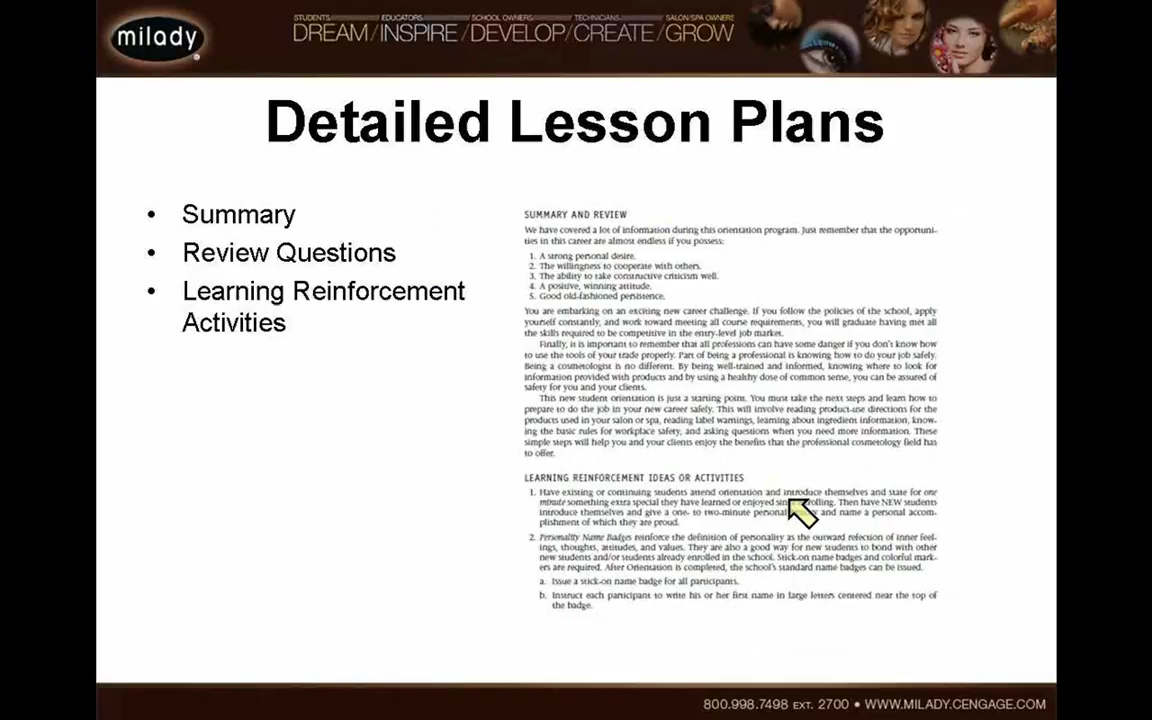 milady
STUDENTS EDUCATORS SCHOOL OWNERS TECHNICIANS SALON/SPA OWNERS
DREAM/INSPIRE/DEVELOP/CREATE/GROW
Detailed Lesson Plans
• Summary
• Review Questions
• Learning Reinforcement
Activities
SUMMARY AND REVIEW
We have covered a lot of information during this orientation program. Just remember that the opportuni-
ties in this career are almost endless if you possess:
1. A strong personal desire.
2. The willingness to cooperate with others.
3. The ability to take constructive criticism well.
4. A positive, winning attitude.
5. Good old-fashioned persistence.
You are embarking on an exciting new career challenge. If you follow the policies of the school, apply
yourself constantly, and work toward meeting all course requirements, you will graduate having met all
the skills required to be competitive in the entry-level job market.
Finally, it is important to remember that all professions can have some danger if you don't know how
to use the tools of your trade properly. Part of being a professional is knowing how to do your job safely.
Being a cosmetologist is no different. By being well-trained and informed, knowing where to look for
information provided with products and by using a healthy dose of common sense, you can be assured of
safety for you and your clients.
This new student orientation is just a starting point. You must take the next steps and learn how to
prepare to do the job in your new career safely. This will involve reading product-use directions for the
products used in your salon or spa, reading label warnings, learning about ingredient information, know-
ing the basic rules for workplace safety, and asking questions when you need more information. These
simple steps will help you and your clients enjoy the benefits that the professional cosmetology field has
to offer.
LEARNING REINFORCEMENT IDEAS OR ACTIVITIES
1. Have existing or continuing students attend orientation and introduce themselves and state for one
minute something extra special they have learned or enjoyed Then have NEW students
introduce themselves and give a one- to two-minute personal and name a personal accom-
plishment of which they are proud.
2. Personality Name Badges reinforce the definition of personality as the outward refection of inner feel-
ings, thoughts, attitudes, and values. They are also a good way for new students to bond with other
new students and/or students already enrolled in the school. Stick-on name badges and colorful mark-
ers are required. After Orientation is completed, the school's standard name badges can be issued.
a. Issue a stick-on name badge for all participants.
b. Instruct each participant to write his or her first name in large letters centered near the top of
the badge.
800.998.7498 EXT. 2700 • WWW.MILADY.CENGAGE.COM